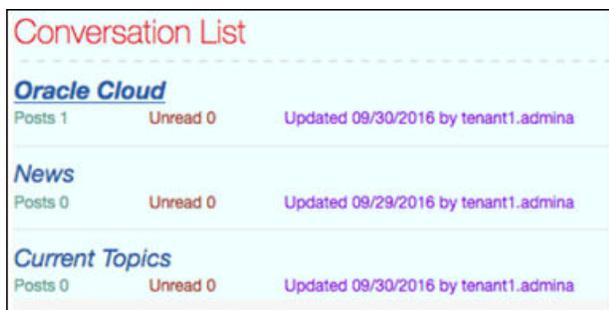 Conversation List
Oracle Cloud
Posts 1 Unread 0 Updated 09/30/2016 by tenant1.admina
News
Posts 0 Unread 0 Updated 09/29/2016 by tenant1.admina
Current Topics
Posts 0 Unread 0 Updated 09/30/2016 by tenant1.admina